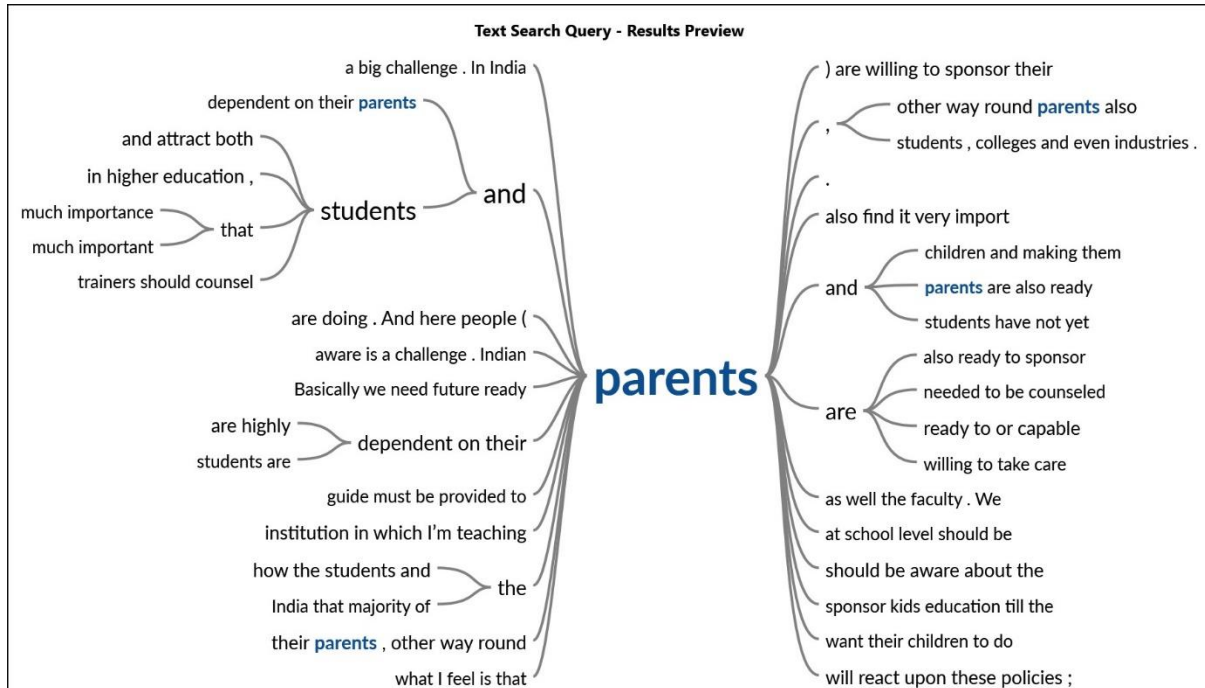 Text Search Query - Results Preview
a big challenge . In India
dependent on their parents
and attract both
in higher education ,
much importance
much important
that
trainers should counsel
students
and
are doing . And here people (
aware is a challenge . Indian
Basically we need future ready
are highly
students are
dependent on their
guide must be provided to
institution in which I'm teaching
how the students and
India that majority of
the
their parents , other way round
what I feel is that
parents
) are willing to sponsor their
,
other way round parents also
students , colleges and even industries .
.
also find it very import
and
children and making them
parents are also ready
students have not yet
are
also ready to sponsor
needed to be counseled
ready to or capable
willing to take care
as well the faculty . We
at school level should be
should be aware about the
sponsor kids education till the
want their children to do
will react upon these policies ;